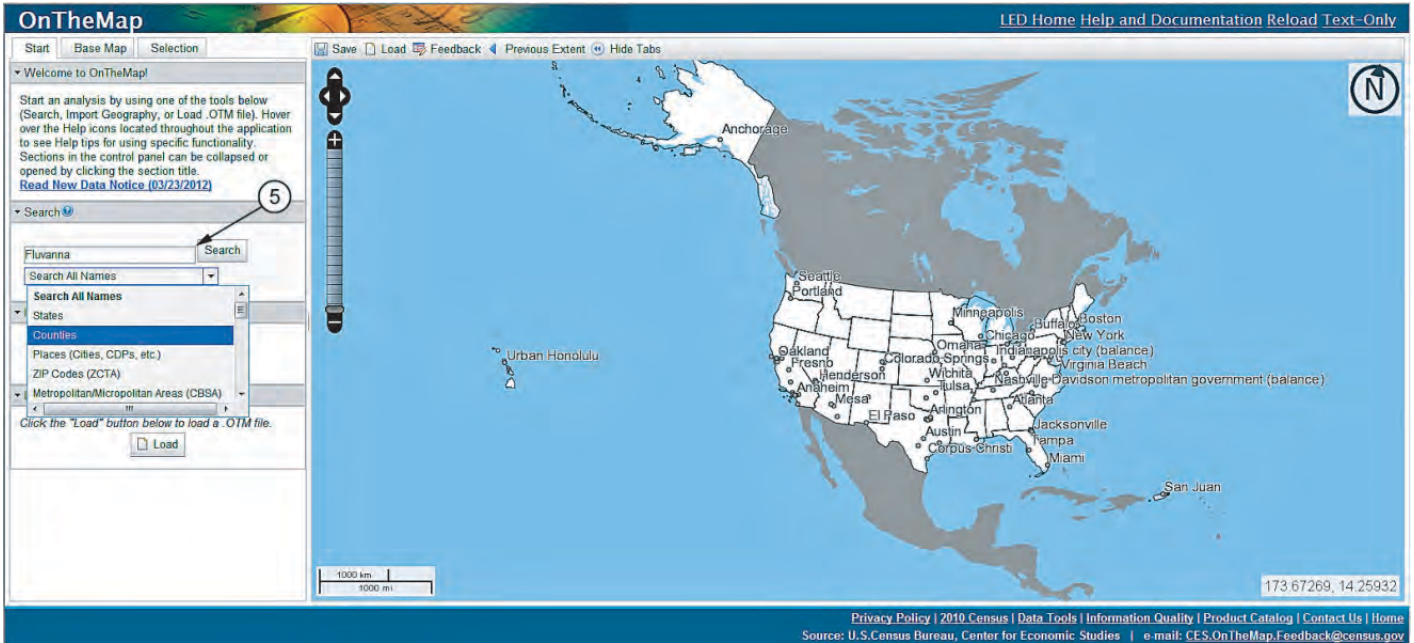 OnTheMap
LED Home Help and Documentation Reload Text-Only
Start Base Map Selection
Save Load Feedback Previous Extent Hide Tabs
Welcome to OnTheMap!
Start an analysis by using one of the tools below
(Search, Import Geography, or Load .OTM file). Hover
over the Help icons located throughout the application
to see Help tips for using specific functionality.
Sections in the control panel can be collapsed or
opened by clicking the section title.
Read New Data Notice (03/23/2012)
5
Search
Fluvanna
Search
Search All Names
Search All Names
States
Counties
Places (Cities, CDPs, etc.)
ZIP Codes (ZCTA)
Metropolitan/Micropolitan Areas (CBSA)
Click the "Load" button below to load a .OTM file.
Load
N
Anchorage
Seattle
Portland
Minneapolis
Buffalo
Boston
Chicago
New York
Omaha
Indianapolis city (balance)
Urban Honolulu
Oakland
Fresno
Colorado Springs
Virginia Beach
Henderson
Wichita
Nashville-Davidson metropolitan government (balance)
Anaheim
Tulsa
Mesa
Atlanta
El Paso
Arlington
Jacksonville
Austin
Tampa
Corpus Christi
Miami
San Juan
1000 km
1000 mi
173.67269, 14.25932
Privacy Policy | 2010 Census | Data Tools | Information Quality | Product Catalog | Contact Us | Home
Source: U.S.Census Bureau, Center for Economic Studies | e-mail: CES.OnTheMap.Feedback@census.gov